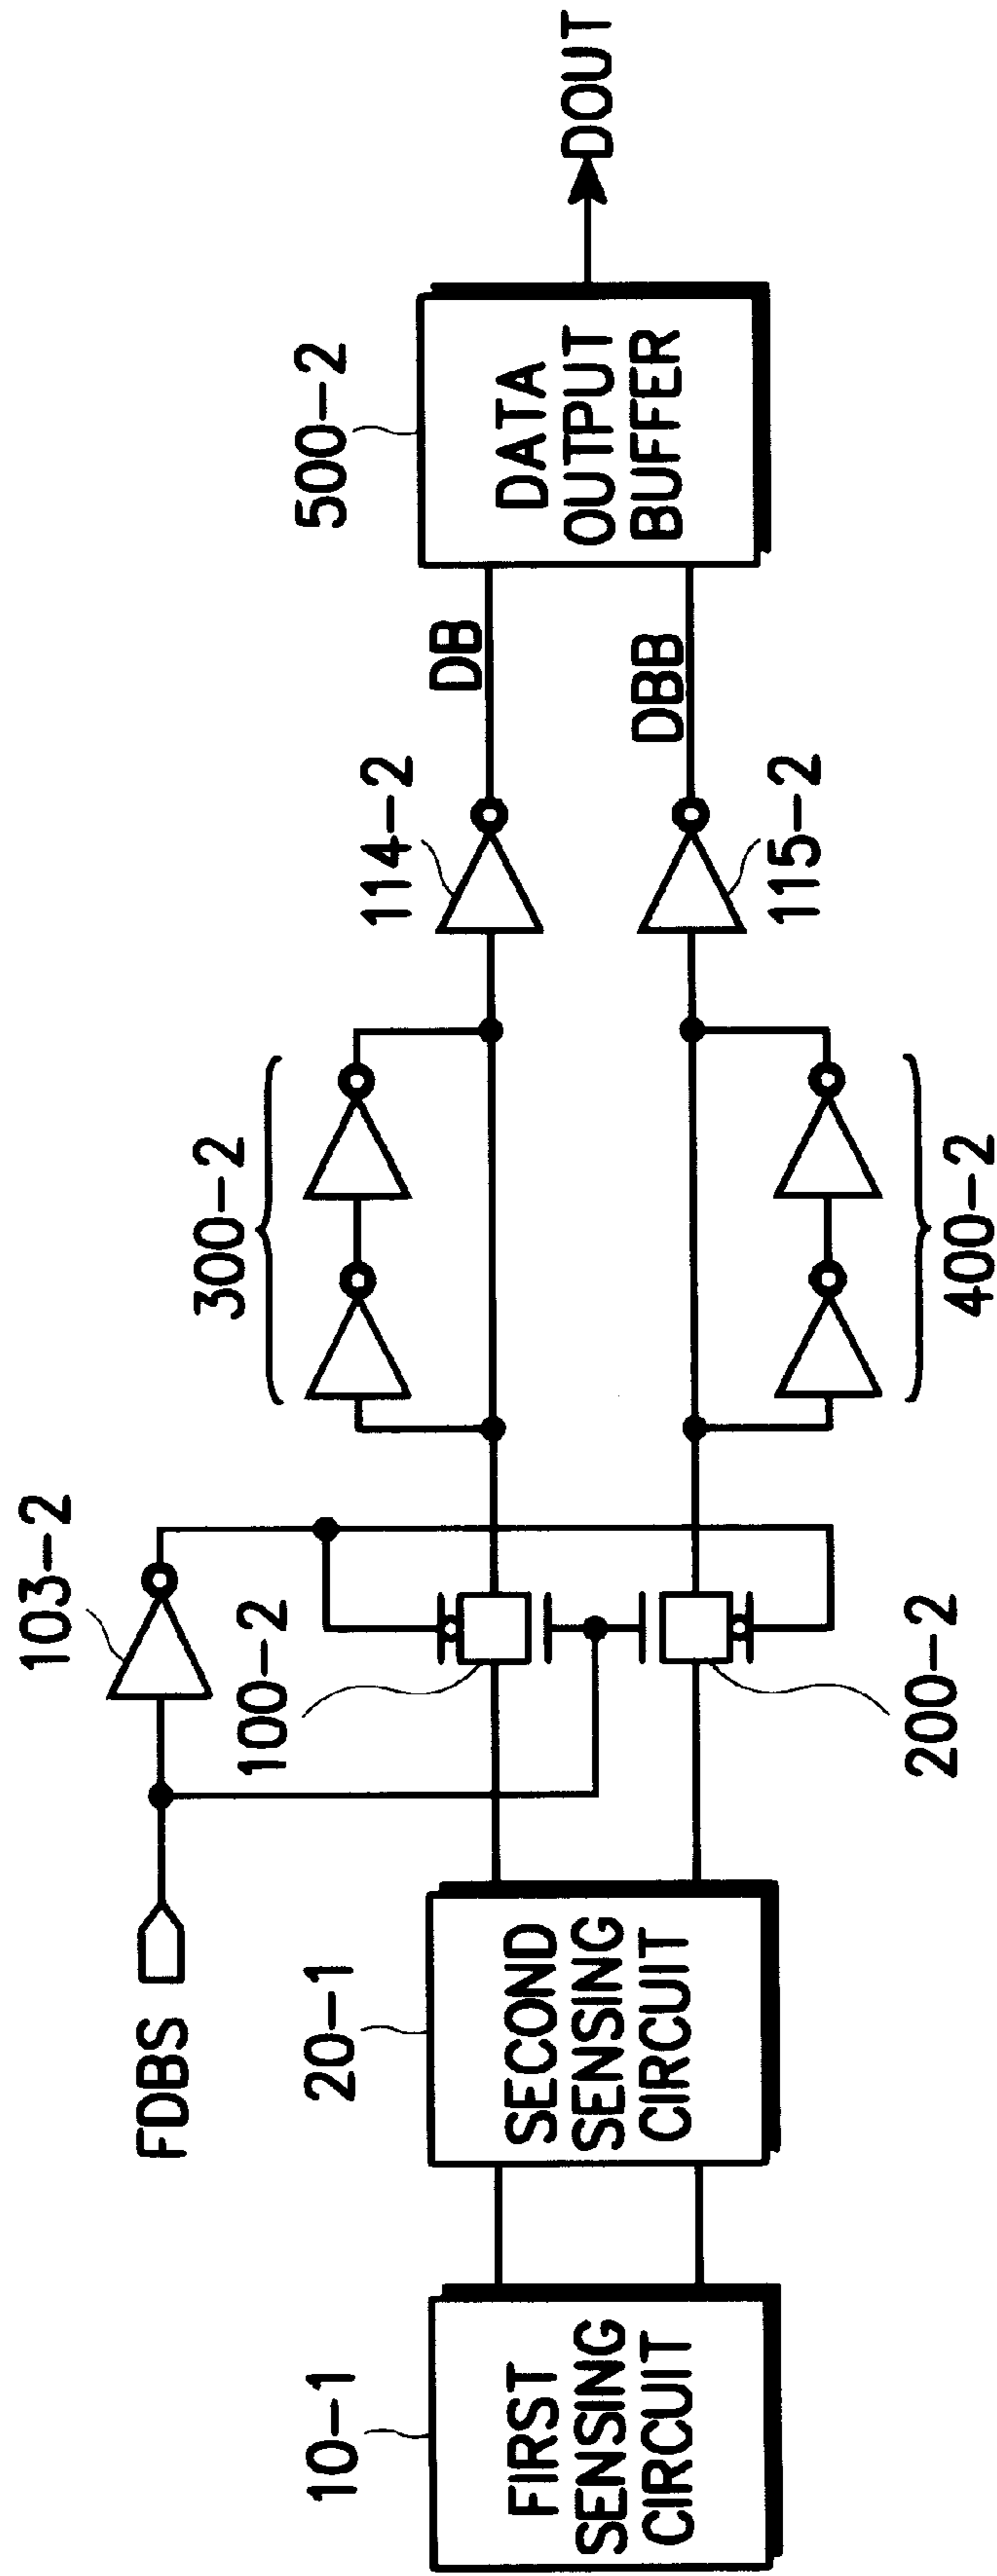 10-1
FIRST
SENSING
CIRCUIT
20-1
SECOND
SENSING
CIRCUIT
FDBS
103-2
100-2
200-2
300-2
400-2
114-2
115-2
DB
DBB
500-2
DATA
OUTPUT
BUFFER
DOUT